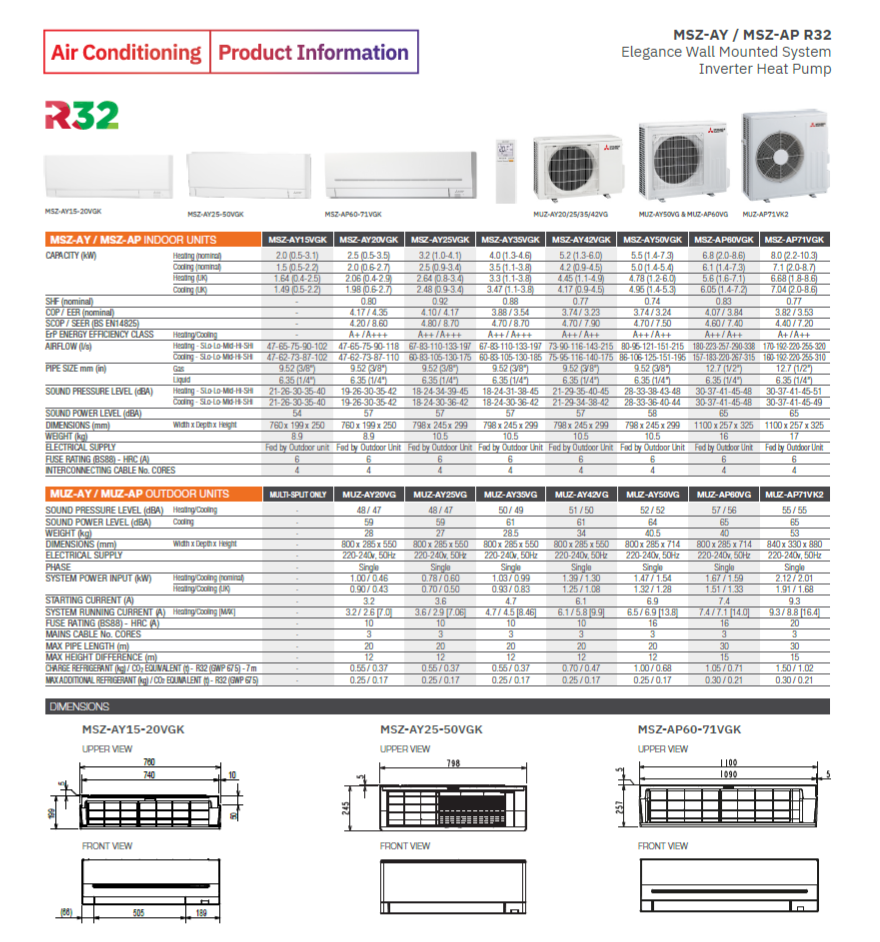 Air Conditioning Product Information
MSZ-AY / MSZ-AP R32
Elegance Wall Mounted System
Inverter Heat Pump
R32
MSZ-AY15-20VGK MSZ-AY25-50VGK MSZ-AP60-71VGK MUZ-AY20/25/35/42VG MUZ-AY50VG & MUZ-AP60VG MUZ-AP71VK2
MSZ-AY / MSZ-AP INDOOR UNITS MSZ-AY15VGK MSZ-AY20VGK MSZ-AY25VGK MSZ-AY35VGK MSZ-AY42VGK MSZ-AY50VGK MSZ-AP60VGK MSZ-AP71VGK
CAPACITY (kW) Heating (nominal) 2.0 (0.5-3.1) 2.5 (0.5-3.5) 3.2 (1.0-4.1) 4.0 (1.3-4.6) 5.2 (1.3-6.0) 5.5 (1.4-7.3) 6.8 (2.0-8.6) 8.0 (2.2-10.3)
Cooling (nominal) 1.5 (0.5-2.2) 2.0 (0.6-2.7) 2.5 (0.9-3.4) 3.5 (1.1-3.8) 4.2 (0.9-4.5) 5.0 (1.4-5.4) 6.1 (1.4-7.3) 7.1 (2.0-8.7)
Heating (UK) 1.64 (0.4-2.5) 2.06 (0.4-2.9) 2.64 (0.8-3.4) 3.3 (1.1-3.8) 4.45 (1.1-4.9) 4.78 (1.2-6.0) 5.6 (1.6-7.1) 6.68 (1.8-8.6)
Cooling (UK) 1.49 (0.5-2.2) 1.98 (0.6-2.7) 2.48 (0.9-3.4) 3.47 (1.1-3.8) 4.17 (0.9-4.5) 4.95 (1.4-5.3) 6.05 (1.4-7.2) 7.04 (2.0-8.6)
SHF (nominal) - 0.80 0.92 0.88 0.77 0.74 0.83 0.77
COP / EER (nominal) - 4.17 / 4.35 4.10 / 4.17 3.88 / 3.54 3.74 / 3.23 3.74 / 3.24 4.07 / 3.84 3.82 / 3.53
SCOP / SEER (BS EN14825) - 4.20 / 8.60 4.80 / 8.70 4.70 / 8.70 4.70 / 7.90 4.70 / 7.50 4.60 / 7.40 4.40 / 7.20
ErP ENERGY EFFICIENCY CLASS Heating/Cooling - A+ / A+++ A++ / A+++ A++ / A+++ A++ / A++ A++ / A++ A++ / A++ A+ / A++
AIRFLOW (l/s) Heating - SLo-Lo-Mid-Hi-SHi 47-65-75-90-102 47-65-75-90-118 67-83-110-133-197 67-83-110-133-197 73-90-116-143-215 80-95-121-151-215 180-223-257-290-338 170-192-220-255-320
Cooling - SLo-Lo-Mid-Hi-SHi 47-62-73-87-102 47-62-73-87-110 60-83-105-130-175 60-83-105-130-185 75-95-116-140-175 86-106-125-151-195 157-183-220-267-315 160-192-220-255-310
PIPE SIZE mm (in) Gas 9.52 (3/8") 9.52 (3/8") 9.52 (3/8") 9.52 (3/8") 9.52 (3/8") 9.52 (3/8") 12.7 (1/2") 12.7 (1/2")
Liquid 6.35 (1/4") 6.35 (1/4") 6.35 (1/4") 6.35 (1/4") 6.35 (1/4") 6.35 (1/4") 6.35 (1/4") 6.35 (1/4")
SOUND PRESSURE LEVEL (dBA) Heating - SLo-Lo-Mid-Hi-SHi 21-26-30-35-40 19-26-30-35-42 18-24-34-39-45 18-24-31-38-45 21-29-35-40-45 28-33-38-43-48 30-37-41-45-48 30-37-41-45-51
Cooling - SLo-Lo-Mid-Hi-SHi 21-26-30-35-40 19-26-30-35-42 18-24-30-36-42 18-24-30-36-42 21-29-34-38-42 28-33-36-40-44 30-37-41-45-48 30-37-41-45-49
SOUND POWER LEVEL (dBA) 54 57 57 57 57 58 65 65
DIMENSIONS (mm) Width x Depth x Height 760 x 199 x 250 760 x 199 x 250 798 x 245 x 299 798 x 245 x 299 798 x 245 x 299 798 x 245 x 299 1100 x 257 x 325 1100 x 257 x 325
WEIGHT (kg) 8.9 8.9 10.5 10.5 10.5 10.5 16 17
ELECTRICAL SUPPLY Fed by Outdoor unit Fed by Outdoor Unit Fed by Outdoor Unit Fed by Outdoor Unit Fed by Outdoor Unit Fed by Outdoor Unit Fed by Outdoor Unit Fed by Outdoor Unit
FUSE RATING (BS88) - HRC (A) 6 6 6 6 6 6 6 6
INTERCONNECTING CABLE No. CORES 4 4 4 4 4 4 4 4
MUZ-AY / MUZ-AP OUTDOOR UNITS MULTI-SPLIT ONLY MUZ-AY20VG MUZ-AY25VG MUZ-AY35VG MUZ-AY42VG MUZ-AY50VG MUZ-AP60VG MUZ-AP71VK2
SOUND PRESSURE LEVEL (dBA) Heating/Cooling - 48 / 47 48 / 47 50 / 49 51 / 50 52 / 52 57 / 56 55 / 55
SOUND POWER LEVEL (dBA) Cooling - 59 59 61 61 64 65 65
WEIGHT (kg) - 28 27 28.5 34 40.5 40 53
DIMENSIONS (mm) Width x Depth x Height - 800 x 285 x 550 800 x 285 x 550 800 x 285 x 550 800 x 285 x 550 800 x 285 x 714 800 x 285 x 714 840 x 330 x 880
ELECTRICAL SUPPLY - 220-240v, 50Hz 220-240v, 50Hz 220-240v, 50Hz 220-240v, 50Hz 220-240v, 50Hz 220-240v, 50Hz 220-240v, 50Hz
PHASE - Single Single Single Single Single Single Single
SYSTEM POWER INPUT (kW) Heating/Cooling (nominal) - 1.00 / 0.46 0.78 / 0.60 1.03 / 0.99 1.39 / 1.30 1.47 / 1.54 1.67 / 1.59 2.12 / 2.01
Heating/Cooling (UK) - 0.90 / 0.43 0.70 / 0.50 0.93 / 0.83 1.25 / 1.08 1.32 / 1.28 1.51 / 1.33 1.91 / 1.68
STARTING CURRENT (A) - 3.2 3.6 4.7 6.1 6.9 7.4 9.3
SYSTEM RUNNING CURRENT (A) Heating/Cooling [MAX] - 3.2 / 2.6 [7.0] 3.6 / 2.9 [7.06] 4.7 / 4.5 [8.46] 6.1 / 5.8 [9.9] 6.5 / 6.9 [13.8] 7.4 / 7.1 [14.0] 9.3 / 8.8 [16.4]
FUSE RATING (BS88) - HRC (A) - 10 10 10 10 16 16 20
MAINS CABLE No. CORES - 3 3 3 3 3 3 3
MAX PIPE LENGTH (m) - 20 20 20 20 20 30 30
MAX HEIGHT DIFFERENCE (m) - 12 12 12 12 12 15 15
CHARGE REFRIGERANT (kg) / CO2 EQUIVALENT (t) - R32 (GWP 675) - 7m - 0.55 / 0.37 0.55 / 0.37 0.55 / 0.37 0.70 / 0.47 1.00 / 0.68 1.05 / 0.71 1.50 / 1.02
MAX ADDITIONAL REFRIGERANT (kg) / CO2 EQUIVALENT (t) - R32 (GWP 675) - 0.25 / 0.17 0.25 / 0.17 0.25 / 0.17 0.25 / 0.17 0.25 / 0.17 0.30 / 0.21 0.30 / 0.21
DIMENSIONS
MSZ-AY15-20VGK MSZ-AY25-50VGK MSZ-AP60-71VGK
UPPER VIEW UPPER VIEW UPPER VIEW
760 798 1100
740 10 1090
5 5 5 5
199 50 245 257
FRONT VIEW FRONT VIEW FRONT VIEW
(66) 505 189